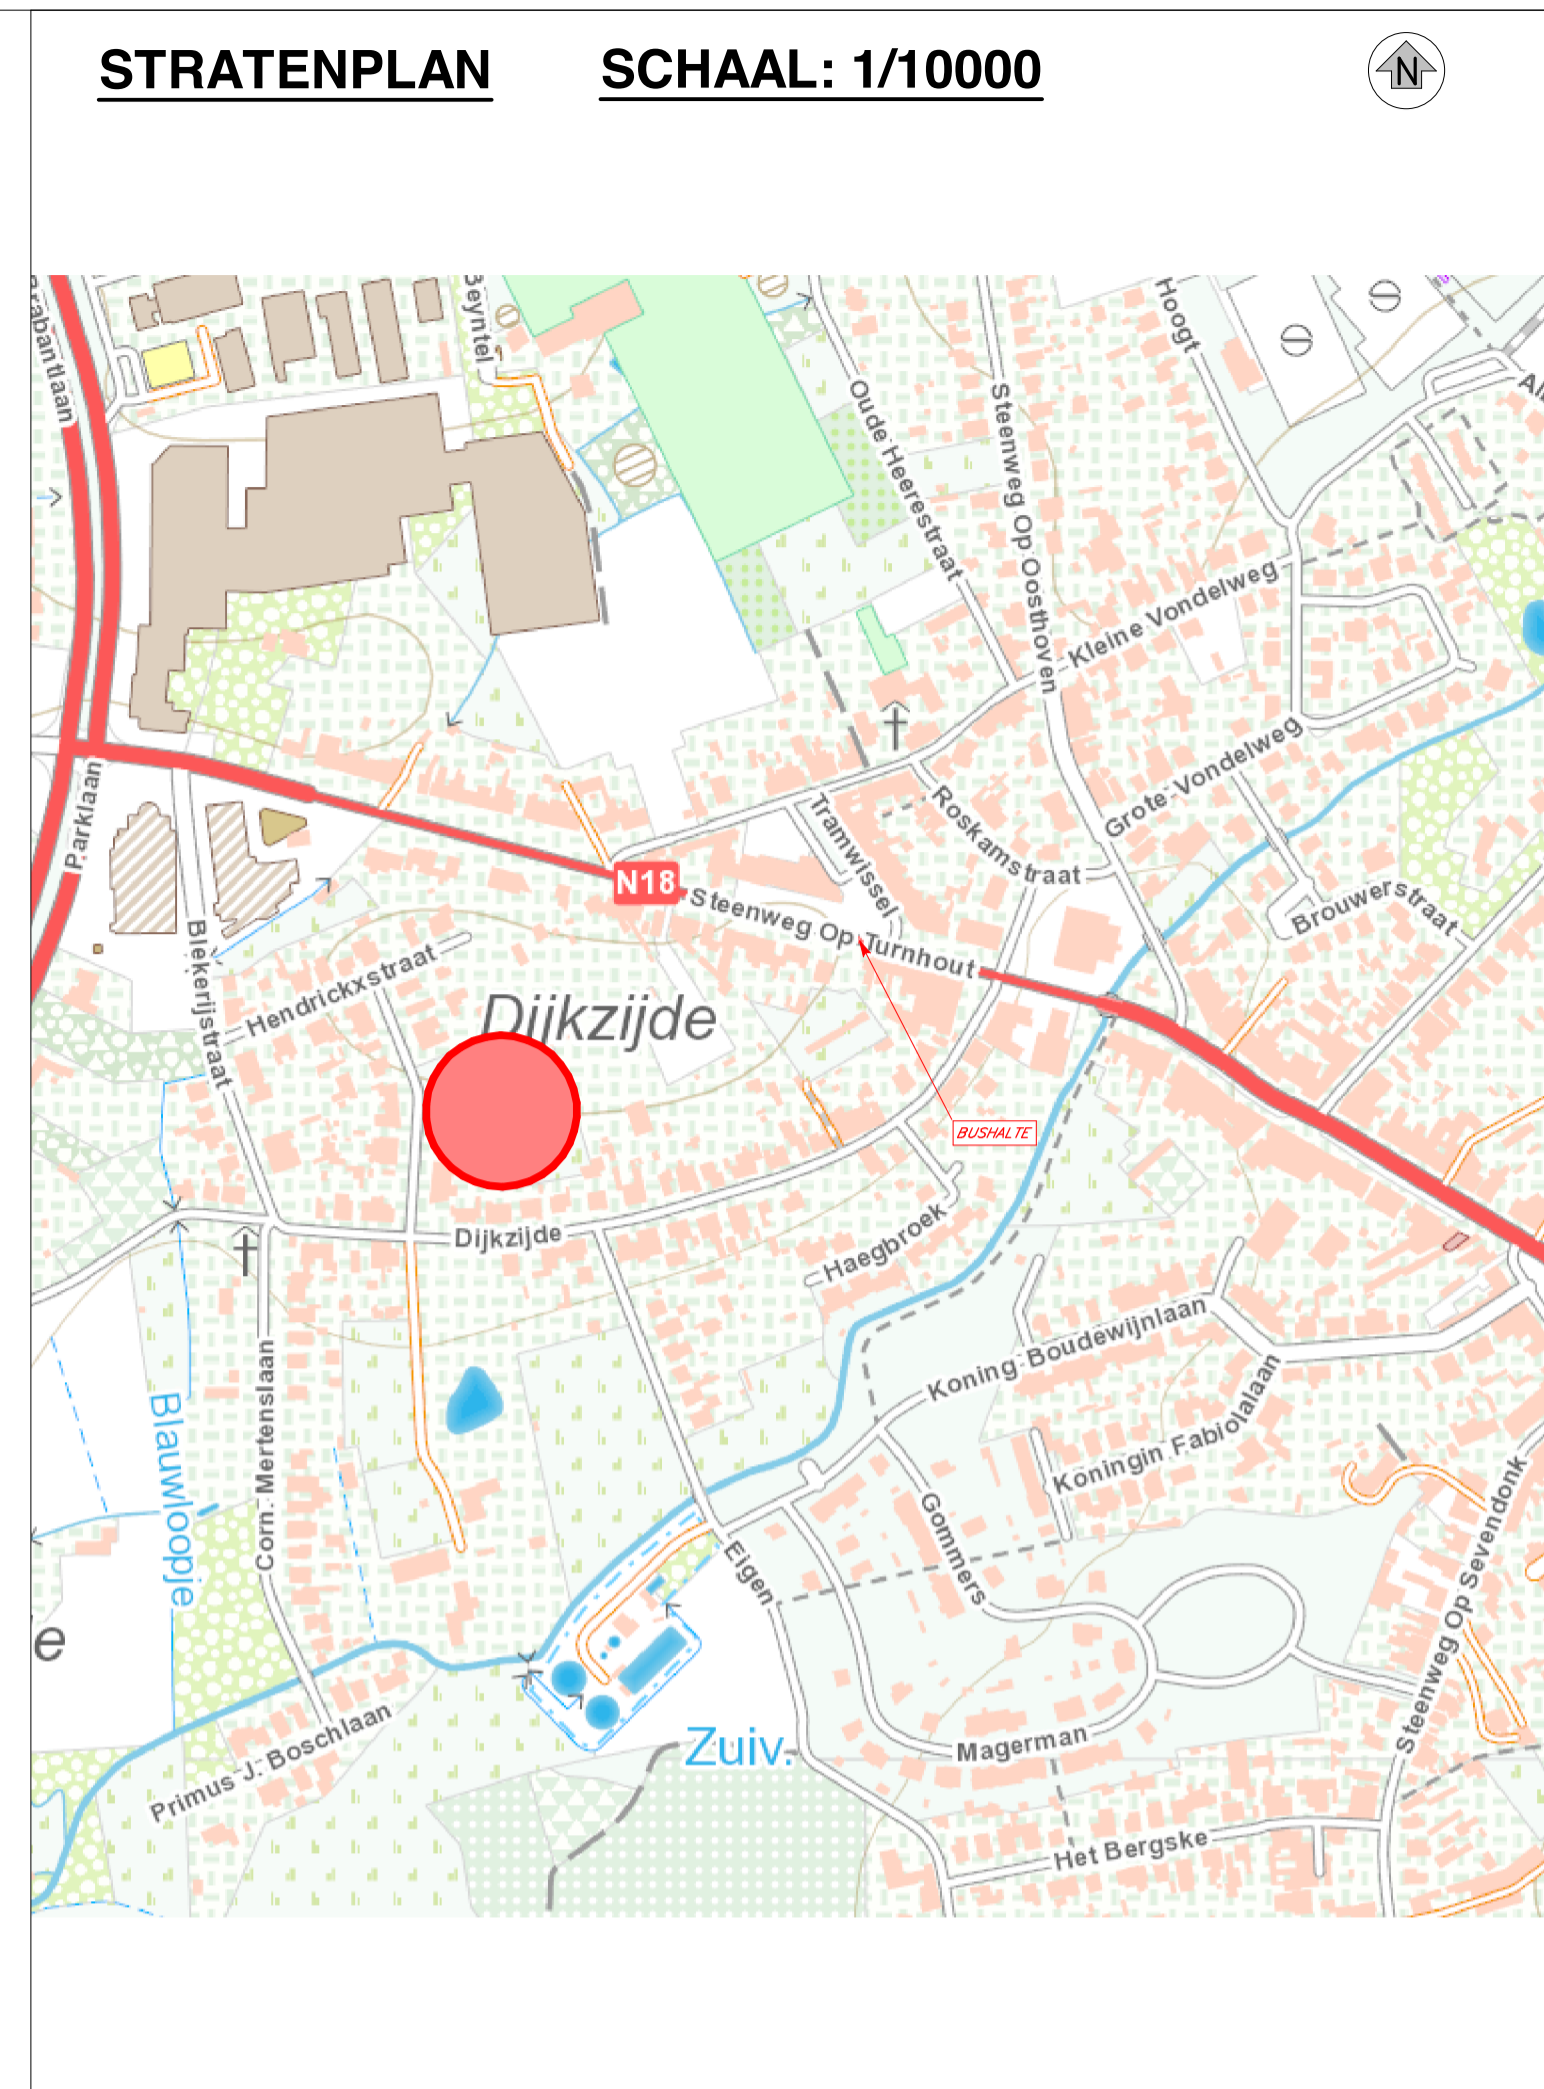 STRATENPLAN SCHAAL: 1/10000
N
Brabantlaan
Beyntel
Hoogt
Oude Heerestraat
Steenweg Op Oosthoven
Kleine Vondelweg
Grote Vondelweg
Parklaan
Tramwissel
Roskamstraat
N18
Steenweg Op Turnhout
Brouwerstraat
Blekerijstraat
Hendrickxstraat
Dijkzijde
BUSHALTE
Dijkzijde
Haegbroek
Koning Boudewijnlaan
Koningin Fabiolalaan
Corn. Mertenslaan
Blauwloopje
Gommers
Eigen
Steenweg Op Sevendonk
e
Primus J. Boschlaan
Zuiv.
Magerman
Het Bergske